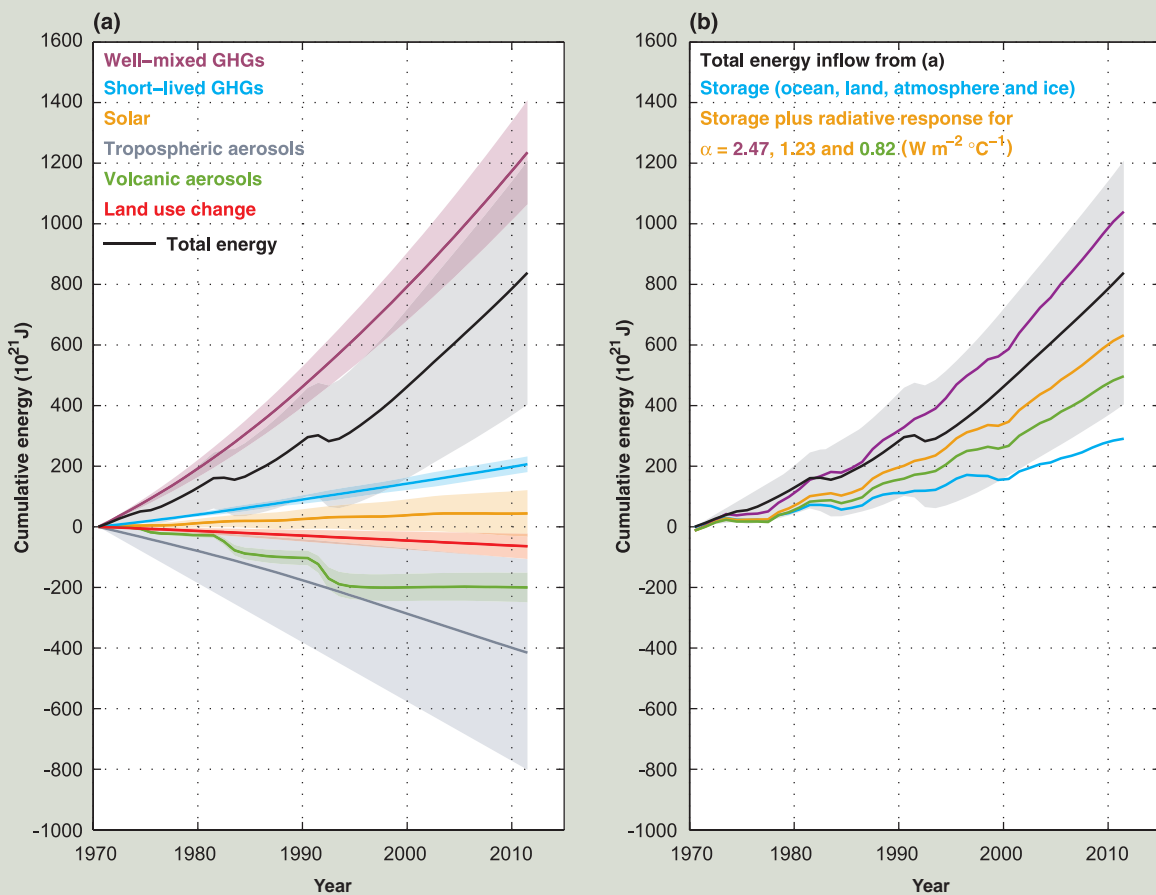 (a)
1600
1400
1200
1000
800
600
400
200
0
-200
-400
-600
-800
-1000
Cumulative energy (10²¹ J)
Well–mixed GHGs
Short–lived GHGs
Solar
Tropospheric aerosols
Volcanic aerosols
Land use change
Total energy
1970 1980 1990 2000 2010
Year
(b)
1600
1400
1200
1000
800
600
400
200
0
-200
-400
-600
-800
-1000
Cumulative energy (10²¹ J)
Total energy inflow from (a)
Storage (ocean, land, atmosphere and ice)
Storage plus radiative response for
α = 2.47, 1.23 and 0.82 (W m⁻² °C⁻¹)
1970 1980 1990 2000 2010
Year